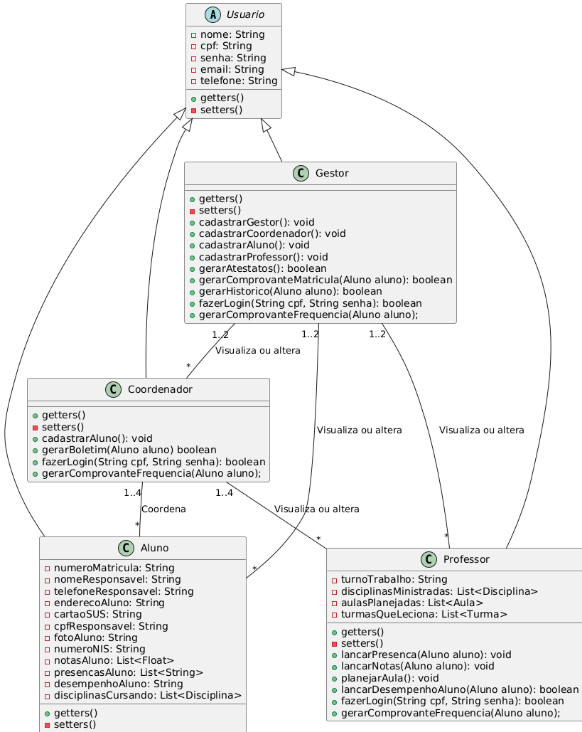 A Usuario
nome: String
cpf: String
senha: String
email: String
telefone: String
getters()
setters()
C Gestor
getters()
setters()
cadastrarGestor(): void
cadastrarCoordenador(): void
cadastrarAluno(): void
cadastrarProfessor(): void
gerarAtestatos(): boolean
gerarComprovanteMatricula(Aluno aluno): boolean
gerarHistorico(Aluno aluno): boolean
fazerLogin(String cpf, String senha): boolean
gerarComprovanteFrequencia(Aluno aluno);
1..2
1..2
1..2
Visualiza ou altera
*
C Coordenador
getters()
setters()
cadastrarAluno(): void
gerarBoletim(Aluno aluno) boolean
fazerLogin(String cpf, String senha): boolean
gerarComprovanteFrequencia(Aluno aluno);
Visualiza ou altera
Visualiza ou altera
1..4
1..4
Coordena
Visualiza ou altera
*
*
*
*
C Aluno
numeroMatricula: String
nomeResponsavel: String
telefoneResponsavel: String
enderecoAluno: String
cartaoSUS: String
cpfResponsavel: String
fotoAluno: String
numeroNIS: String
notasAluno: List<Float>
presencasAluno: List<String>
desempenhoAluno: String
disciplinasCursando: List<Disciplina>
getters()
setters()
C Professor
turnoTrabalho: String
disciplinasMinistradas: List<Disciplina>
aulasPlanejadas: List<Aula>
turmasQueLeciona: List<Turma>
getters()
setters()
lancarPresenca(Aluno aluno): void
lancarNotas(Aluno aluno): void
planejarAula(): void
lancarDesempenhoAluno(Aluno aluno): boolean
fazerLogin(String cpf, String senha): boolean
gerarComprovanteFrequencia(Aluno aluno);